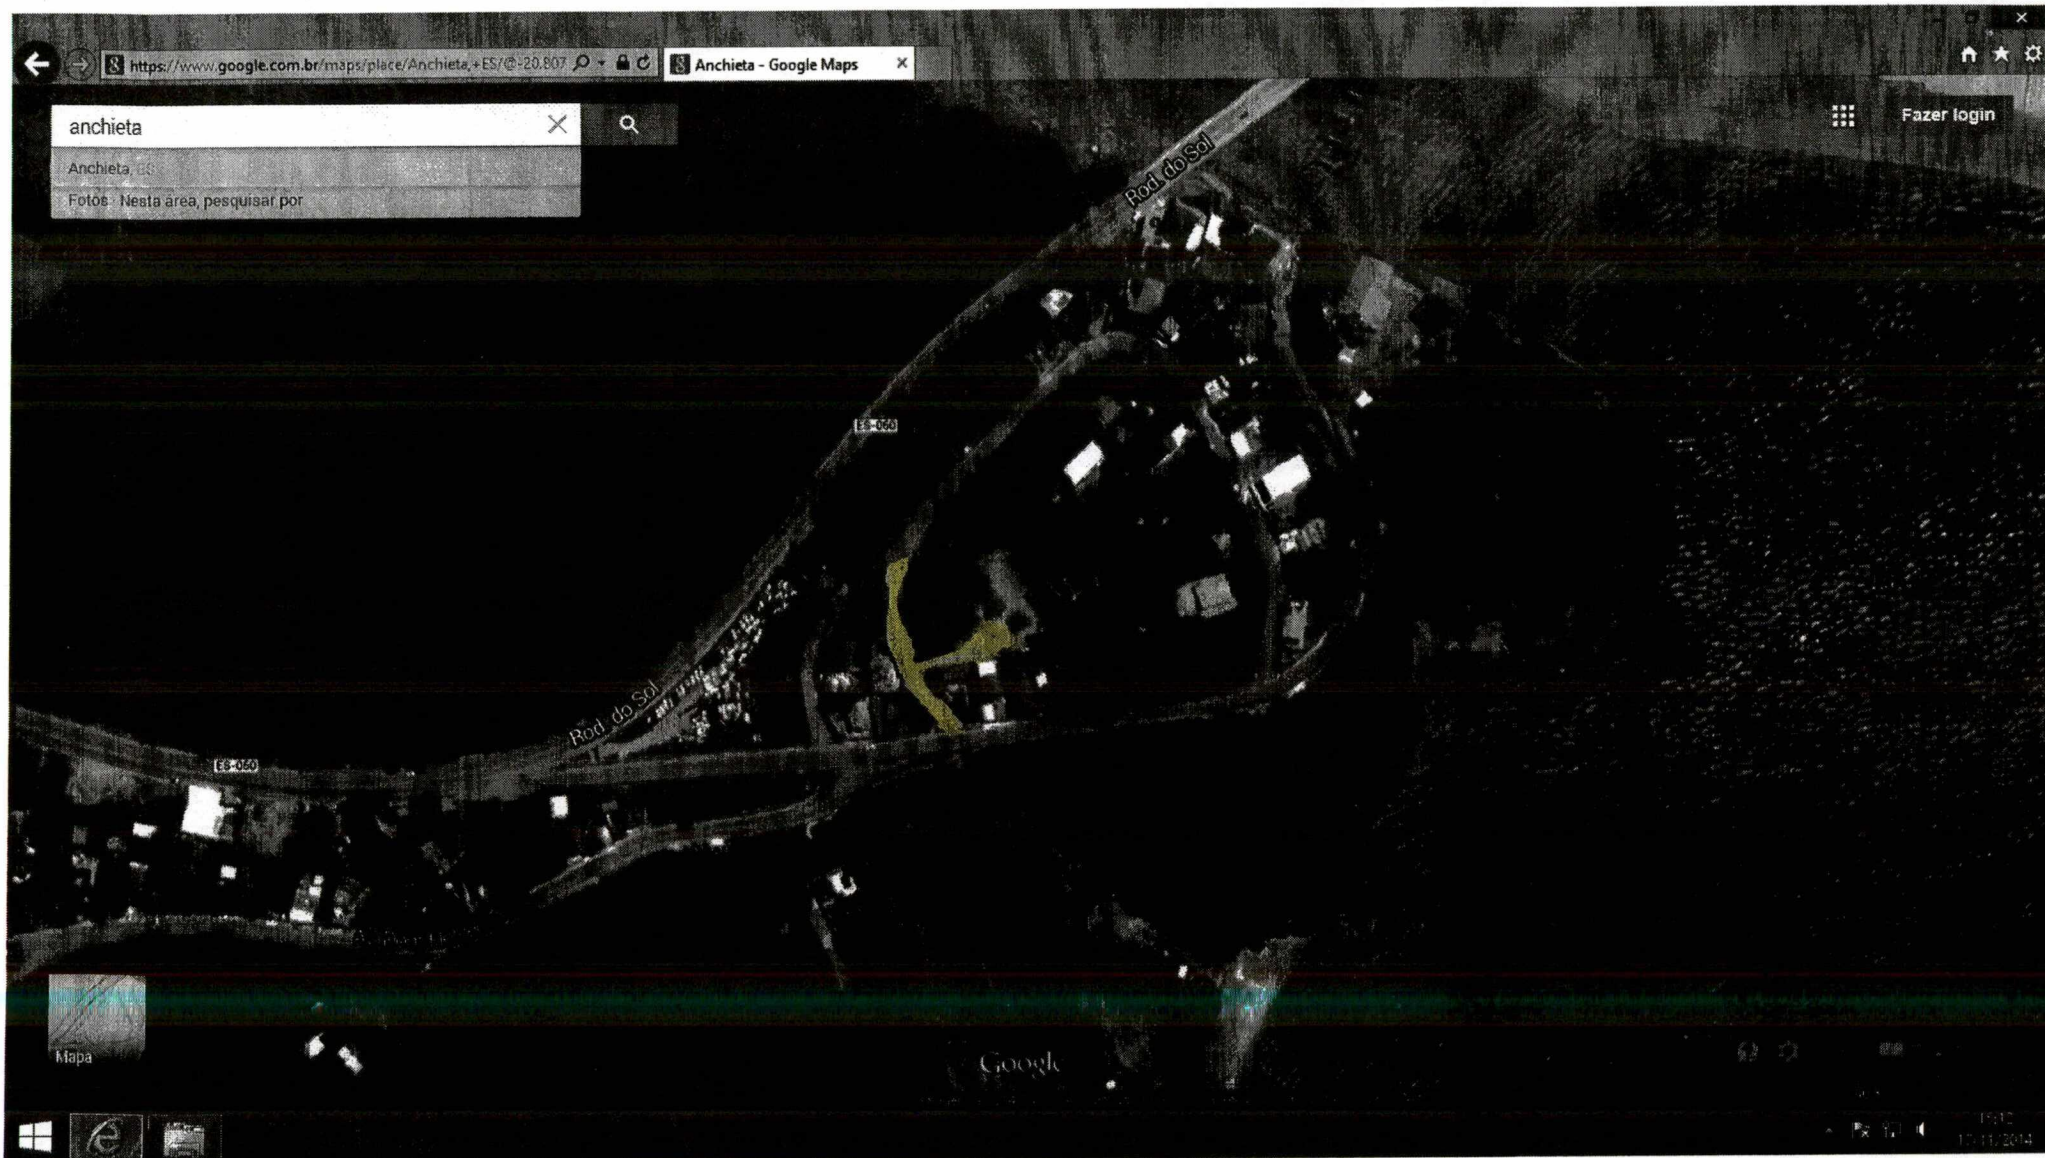 https://www.google.com.br/maps/place/Anchieta,+ES/@-20.807
Anchieta - Google Maps
anchieta
Fazer login
Anchieta, ES
Fotos Nesta área, pesquisar por
Rod. do Sol
ES-060
Rod. do Sol
ES-060
Mapa
Google